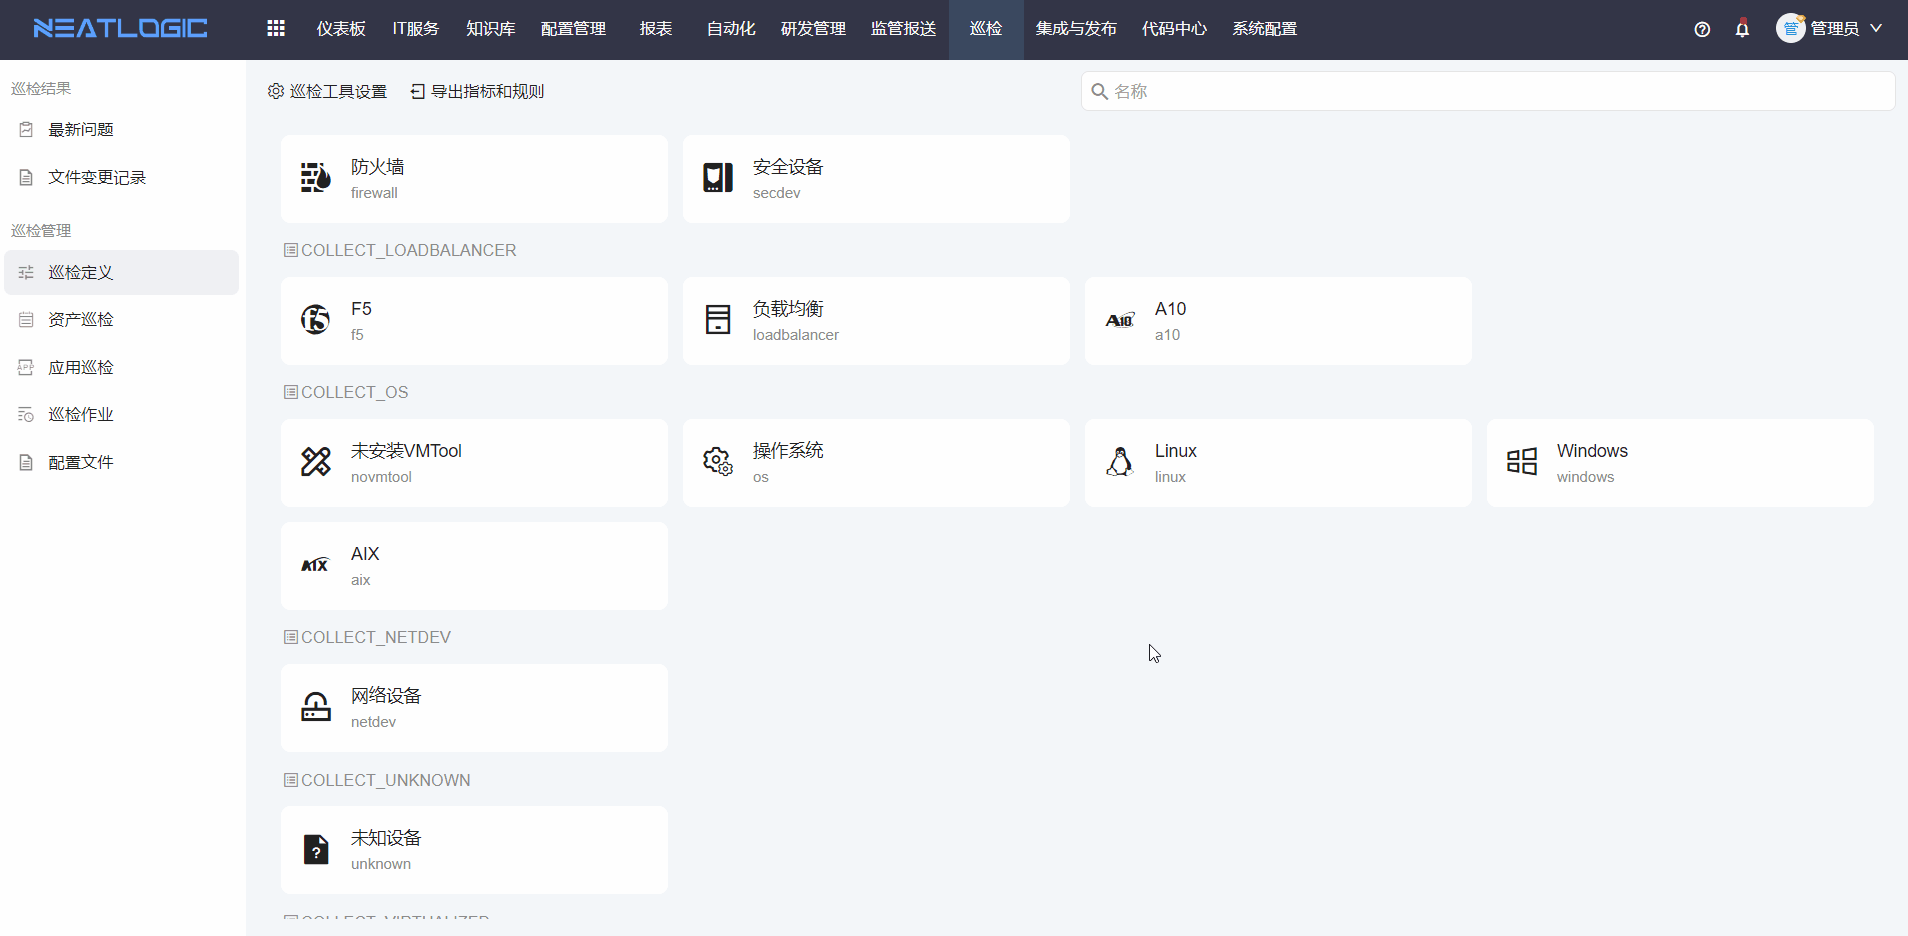 NEATLOGIC
仪表板 IT服务 知识库 配置管理 报表 自动化 研发管理 监管报送 巡检 集成与发布 代码中心 系统配置
管 管理员
巡检结果
最新问题
文件变更记录
巡检管理
巡检定义
资产巡检
应用巡检
巡检作业
配置文件
巡检工具设置 导出指标和规则
名称
防火墙
firewall
安全设备
secdev
COLLECT_LOADBALANCER
F5
f5
负载均衡
loadbalancer
A10
a10
COLLECT_OS
未安装VMTool
novmtool
操作系统
os
Linux
linux
Windows
windows
AIX
AIX
aix
COLLECT_NETDEV
网络设备
netdev
COLLECT_UNKNOWN
未知设备
unknown
COLLECT_VIRTUALIZED